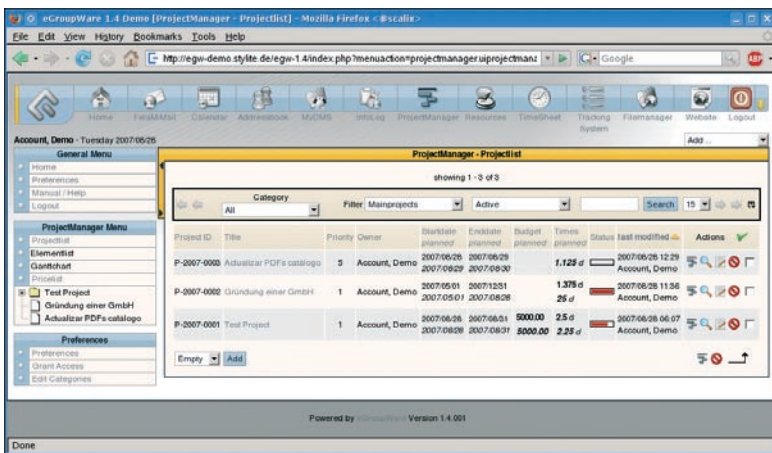 eGroupWare 1.4 Demo [ProjectManager - Projectlist] - Mozilla Firefox <@scalix>
File Edit View History Bookmarks Tools Help
http://egw-demo.stylite.de/egw-1.4/index.php?menuaction=projectmanager.uiprojectmana
Google
ABP
Home FelaMiMail Calendar Addressbook MyCMS InfoLog ProjectManager Resources TimeSheet Tracking System Filemanager Website Logout
Account, Demo - Tuesday 2007/06/26
Add ...
General Menu
Home
Preferences
Manual / Help
Logout
ProjectManager Menu
Projectlist
Elementlist
Ganttchart
Pricelist
Test Project
Gründung einer GmbH
Actualizar PDFs catálogo
Preferences
Preferences
Grant Access
Edit Categories
ProjectManager - Projectlist
showing 1 - 3 of 3
Category
All
Filter Mainprojects
Active
Search
15
Project ID Title Priority Owner Startdate planned Enddate planned Budget planned Times planned Status last modified Actions
P-2007-0003 Actualizar PDFs catálogo 5 Account, Demo 2007/06/26 2007/06/29 2007/06/29 2007/06/30 1.125 d 2007/06/26 12:29 Account, Demo
P-2007-0002 Gründung einer GmbH 1 Account, Demo 2007/05/01 2007/05/01 2007/12/31 2007/08/28 1.375 d 25 d 2007/06/26 11:36 Account, Demo
P-2007-0001 Test Project 1 Account, Demo 2007/06/26 2007/08/28 2007/08/31 2007/08/31 5000.00 5000.00 2.5 d 2.25 d 2007/06/26 06:07 Account, Demo
Empty Add
Powered by eGroupWare Version 1.4.001
Done